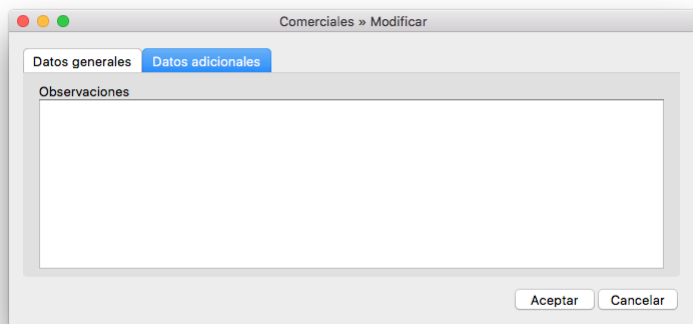 Comerciales » Modificar
Datos generales Datos adicionales
Observaciones
Aceptar Cancelar